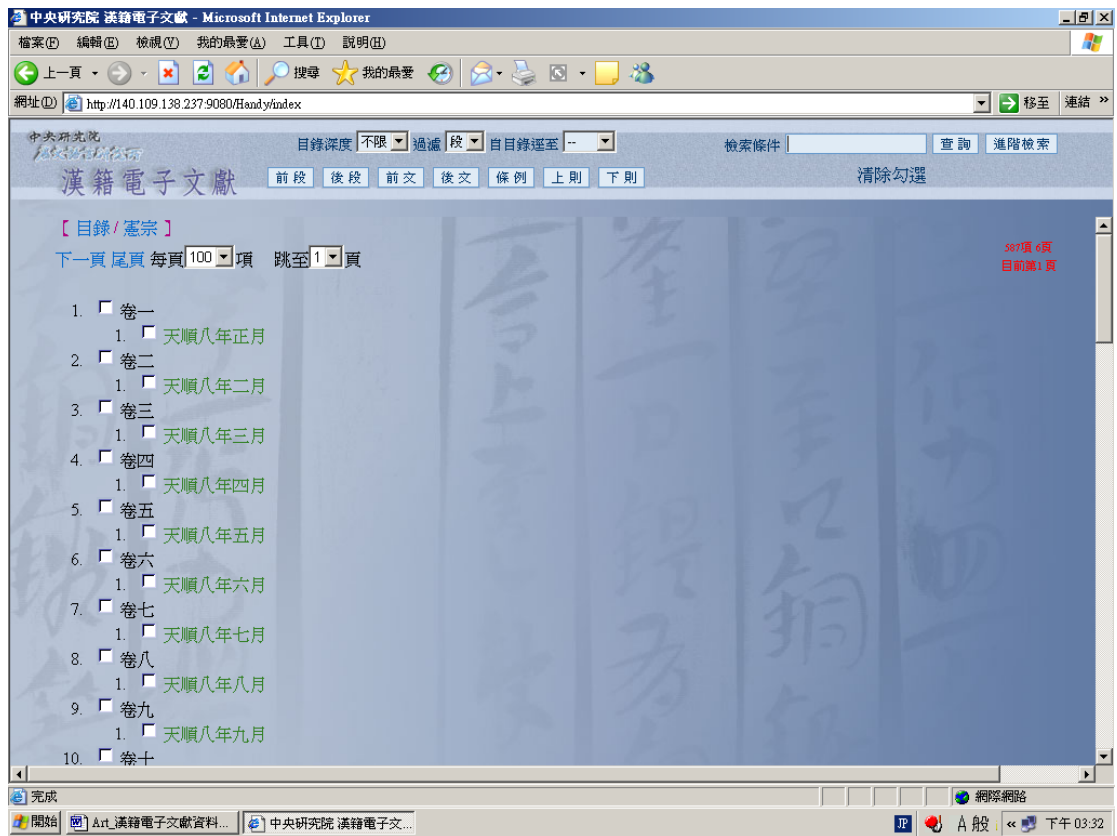 中央研究院 漢籍電子文獻 - Microsoft Internet Explorer
檔案(F) 編輯(E) 檢視(V) 我的最愛(A) 工具(T) 說明(H)
上一頁 搜尋 我的最愛
網址(D) http://140.109.138.237:9080/Handy/index 移至 連結 »
中央研究院
目錄深度 不限 過濾 段 自目錄逕至 -- 檢索條件 查詢 進階檢索
漢籍電子文獻 前段 後段 前文 後文 條例 上則 下則 清除勾選
[ 目錄 / 憲宗 ]
下一頁 尾頁 每頁 100 項 跳至 1 頁
587項 6頁
目前第1 頁
1. 卷一
1. 天順八年正月
2. 卷二
1. 天順八年二月
3. 卷三
1. 天順八年三月
4. 卷四
1. 天順八年四月
5. 卷五
1. 天順八年五月
6. 卷六
1. 天順八年六月
7. 卷七
1. 天順八年七月
8. 卷八
1. 天順八年八月
9. 卷九
1. 天順八年九月
10. 卷十
完成 網際網路
開始 Art_漢籍電子文獻資料... 中央研究院 漢籍電子文... JP A 般 « 下午 03:32